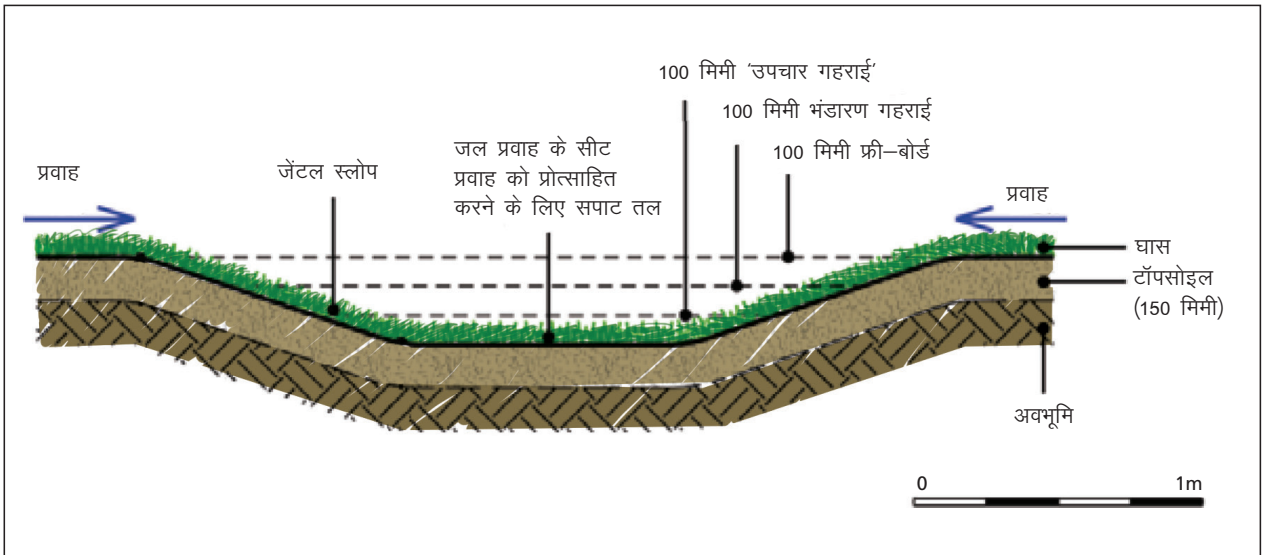 100 मिमी 'उपचार गहराई'
100 मिमी भंडारण गहराई
100 मिमी फ्री–बोर्ड
जल प्रवाह के सीट
प्रवाह को प्रोत्साहित
करने के लिए सपाट तल
जेंटल स्लोप
प्रवाह
प्रवाह
घास
टॉपसोइल
(150 मिमी)
अवभूमि
0 1m